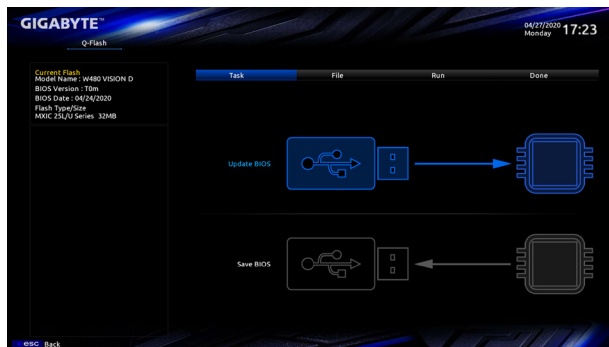 GIGABYTE™
04/27/2020
Monday 17:23
Q-Flash
Current Flash
Model Name : W480 VISION D
BIOS Version : T0m
BIOS Date : 04/24/2020
Flash Type/Size
MXIC 25L/U Series 32MB
Task File Run Done
Update BIOS
Save BIOS
esc Back